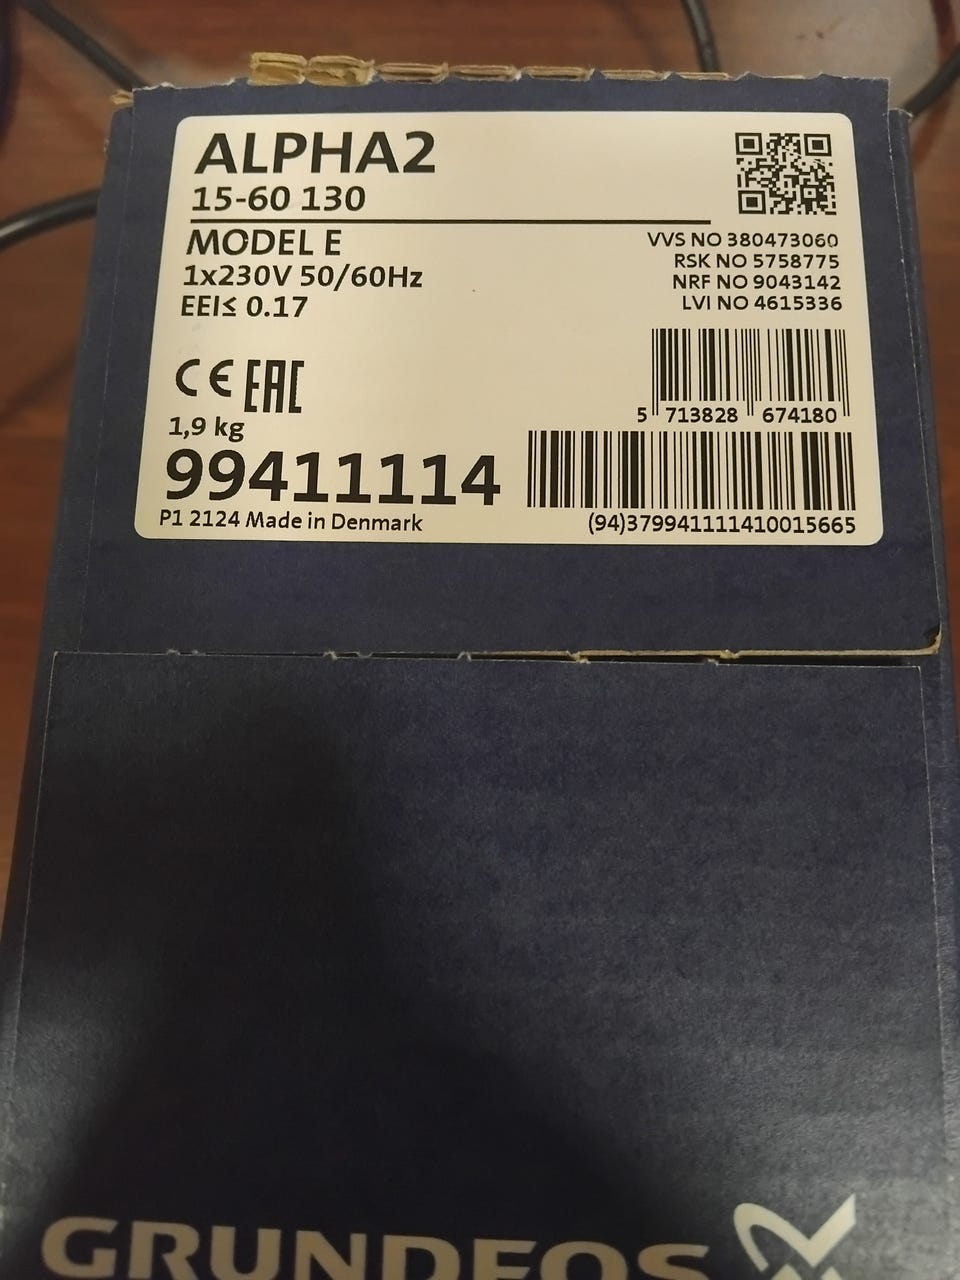 ALPHA2
15-60 130
MODEL E
1x230V 50/60Hz
EEI≤ 0.17
VVS NO 380473060
RSK NO 5758775
NRF NO 9043142
LVI NO 4615336
CE EAC
1,9 kg
5 713828 674180
99411114
P1 2124 Made in Denmark
(94)379941111410015665
GRUNDFOS